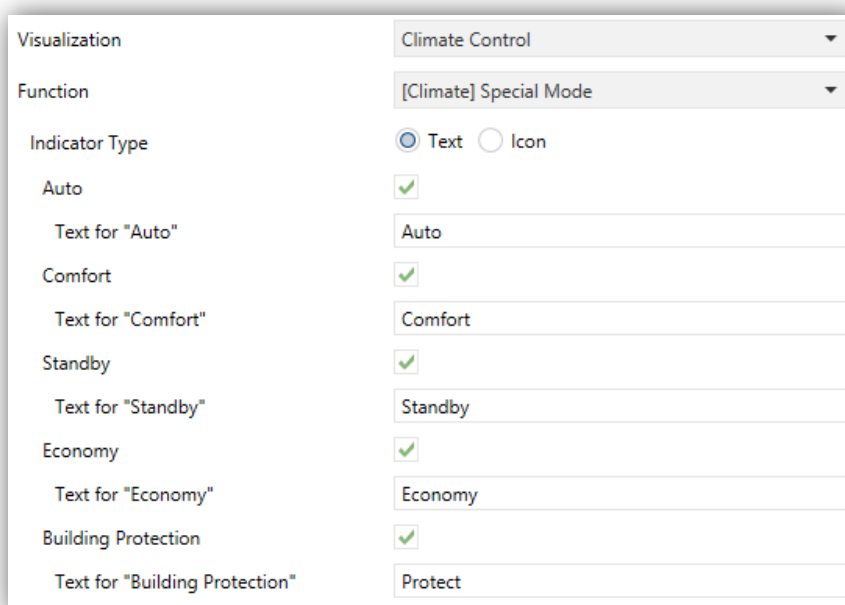 Visualization Climate Control
Function [Climate] Special Mode
Indicator Type Text Icon
Auto
Text for "Auto" Auto
Comfort
Text for "Comfort" Comfort
Standby
Text for "Standby" Standby
Economy
Text for "Economy" Economy
Building Protection
Text for "Building Protection" Protect